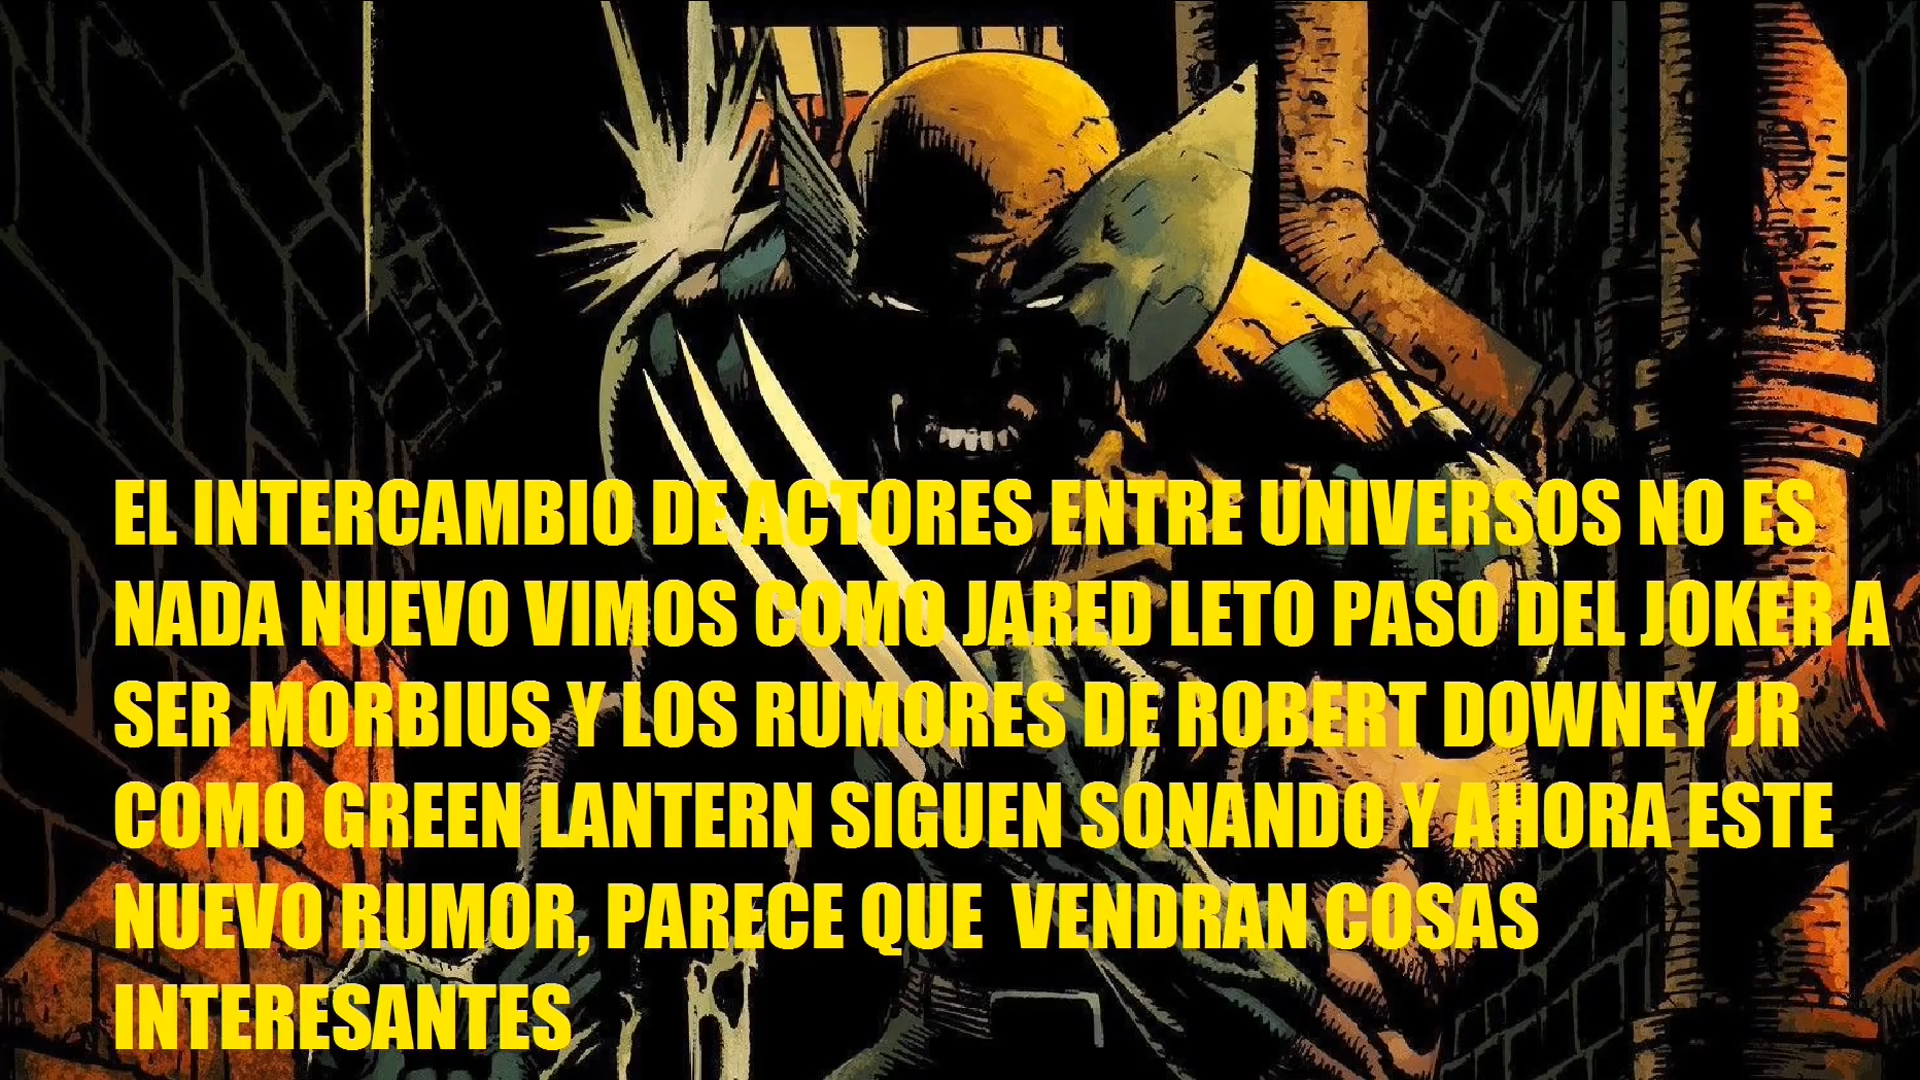 EL INTERCAMBIO DE ACTORES ENTRE UNIVERSOS NO ES
NADA NUEVO VIMOS COMO JARED LETO PASO DEL JOKER A
SER MORBIUS Y LOS RUMORES DE ROBERT DOWNEY JR
COMO GREEN LANTERN SIGUEN SONANDO Y AHORA ESTE
NUEVO RUMOR, PARECE QUE  VENDRAN COSAS
INTERESANTES